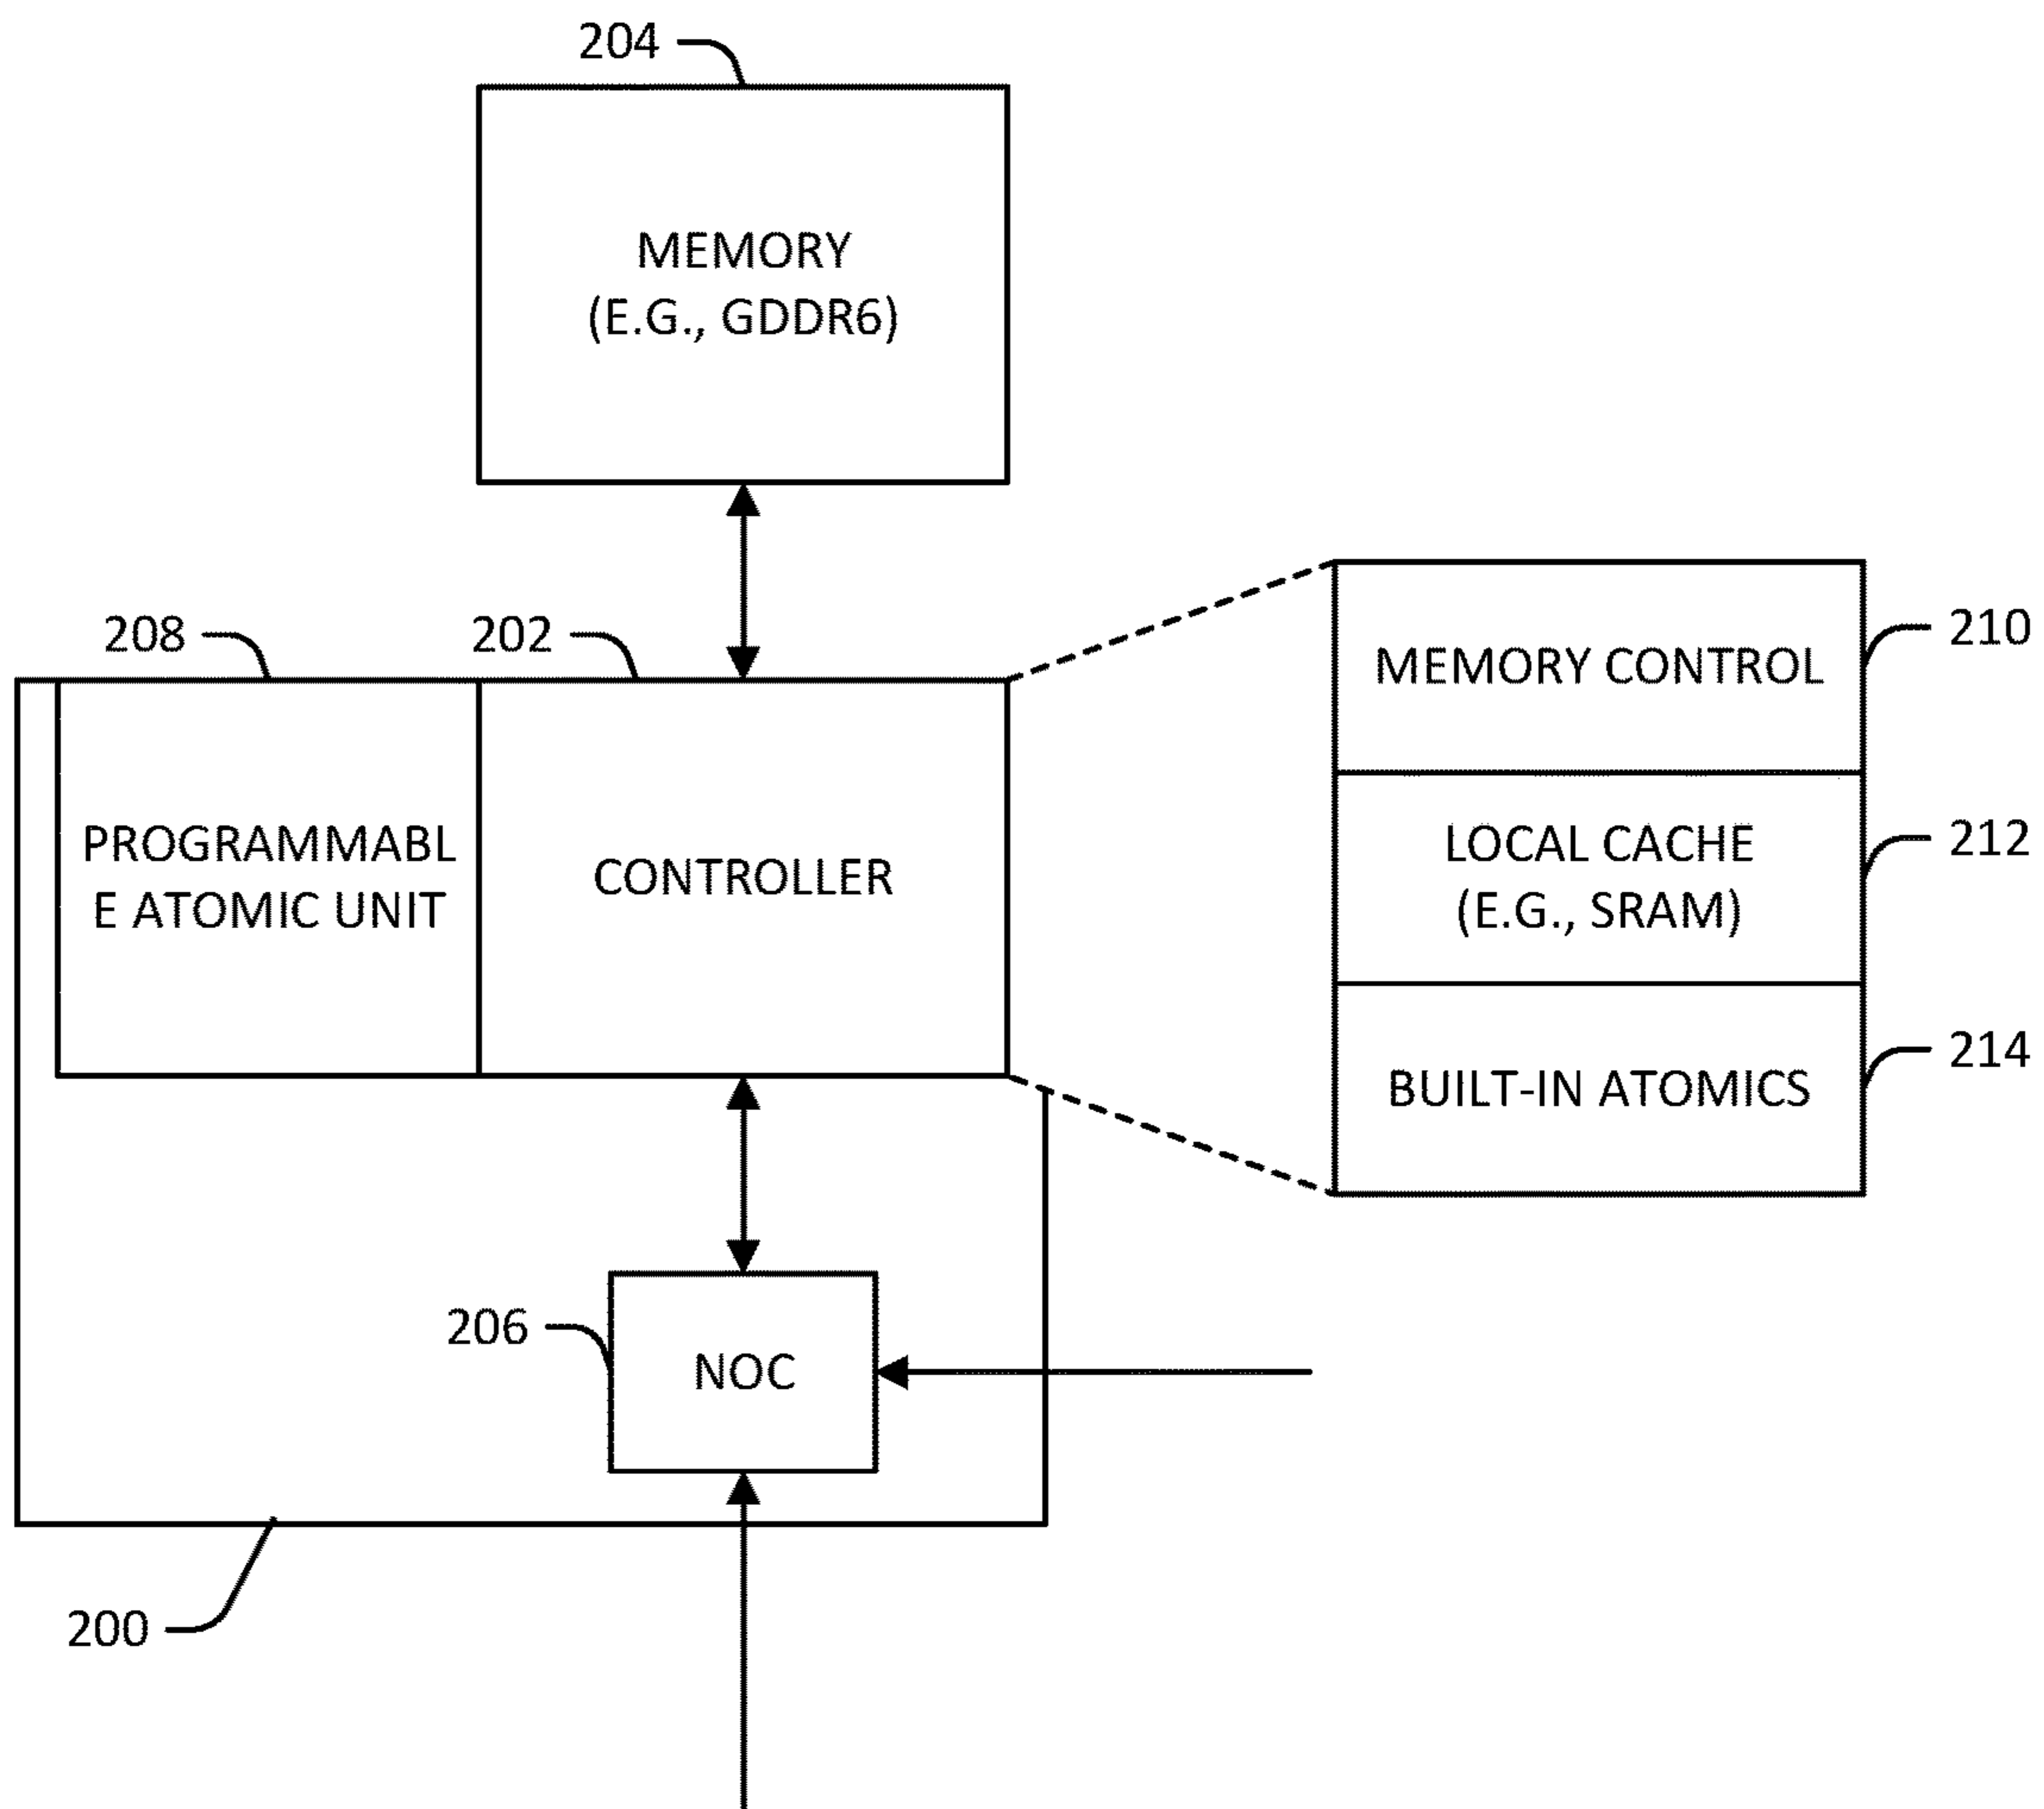 204
MEMORY
(E.G., GDDR6)
208
202
PROGRAMMABL
E ATOMIC UNIT
CONTROLLER
210
MEMORY CONTROL
212
LOCAL CACHE
(E.G., SRAM)
214
BUILT-IN ATOMICS
206
NOC
200